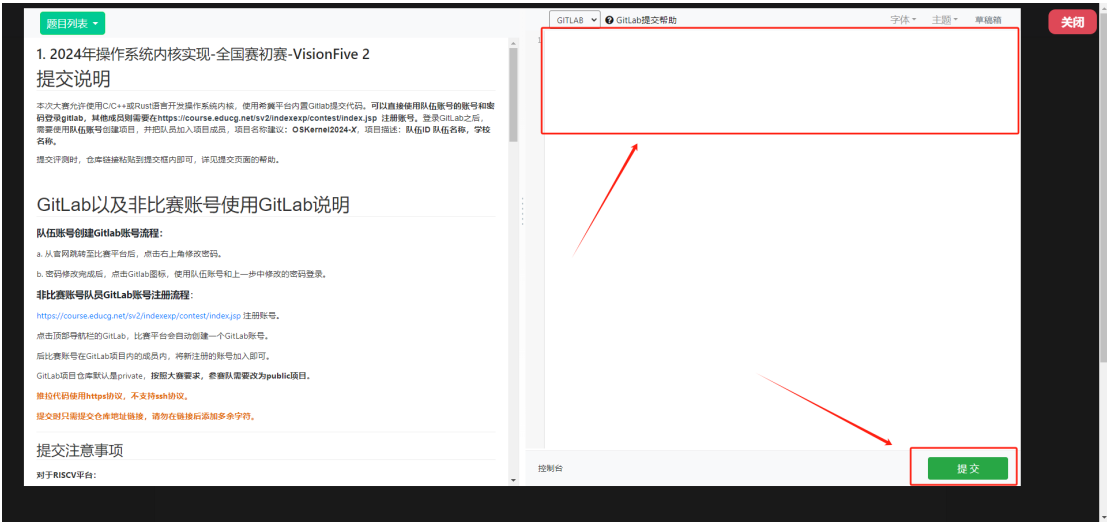 题目列表
GITLAB
GitLab提交帮助
字体
主题
草稿箱
关闭
1. 2024年操作系统内核实现-全国赛初赛-VisionFive 2
提交说明
本次大赛允许使用C/C++或Rust语言开发操作系统内核，使用希冀平台内置Gitlab提交代码。可以直接使用队伍账号的账号和密
码登录gitlab，其他成员则需要在https://course.educg.net/sv2/indexexp/contest/index.jsp 注册账号。登录GitLab之后，
需要使用队伍账号创建项目，并把队员加入项目成员，项目名称建议：OSKernel2024-X，项目描述：队伍ID 队伍名称，学校
名称。
提交评测时，仓库链接粘贴到提交框内即可，详见提交页面的帮助。
GitLab以及非比赛账号使用GitLab说明
队伍账号创建Gitlab账号流程：
a. 从官网跳转至比赛平台后，点击右上角修改密码。
b. 密码修改完成后，点击Gitlab图标，使用队伍账号和上一步中修改的密码登录。
非比赛账号队员GitLab账号注册流程：
https://course.educg.net/sv2/indexexp/contest/index.jsp 注册账号。
点击顶部导航栏的GitLab，比赛平台会自动创建一个GitLab账号。
后比赛账号在GitLab项目内的成员内，将新注册的账号加入即可。
GitLab项目仓库默认是private，按照大赛要求，参赛队需要改为public项目。
推拉代码使用https协议，不支持ssh协议。
提交时只需提交仓库地址链接，请勿在链接后添加多余字符。
提交注意事项
对于RISCV平台：
1
控制台
提交